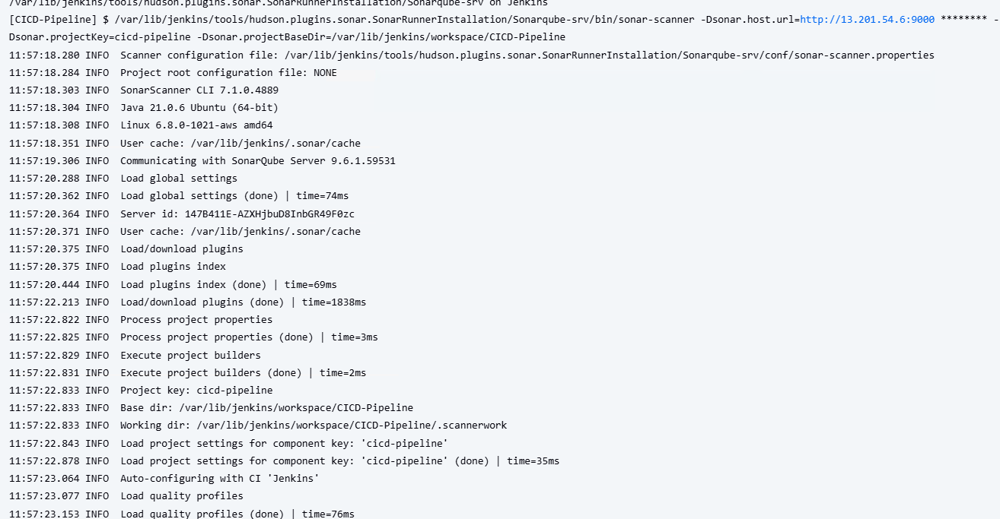 /var/lib/jenkins/tools/hudson.plugins.sonar.SonarRunnerInstallation/Sonarqube-srv on Jenkins
[CICD-Pipeline] $ /var/lib/jenkins/tools/hudson.plugins.sonar.SonarRunnerInstallation/Sonarqube-srv/bin/sonar-scanner -Dsonar.host.url=http://13.201.54.6:9000 ******** -
Dsonar.projectKey=cicd-pipeline -Dsonar.projectBaseDir=/var/lib/jenkins/workspace/CICD-Pipeline
11:57:18.280 INFO  Scanner configuration file: /var/lib/jenkins/tools/hudson.plugins.sonar.SonarRunnerInstallation/Sonarqube-srv/conf/sonar-scanner.properties
11:57:18.284 INFO  Project root configuration file: NONE
11:57:18.303 INFO  SonarScanner CLI 7.1.0.4889
11:57:18.304 INFO  Java 21.0.6 Ubuntu (64-bit)
11:57:18.308 INFO  Linux 6.8.0-1021-aws amd64
11:57:18.351 INFO  User cache: /var/lib/jenkins/.sonar/cache
11:57:19.306 INFO  Communicating with SonarQube Server 9.6.1.59531
11:57:20.288 INFO  Load global settings
11:57:20.362 INFO  Load global settings (done) | time=74ms
11:57:20.364 INFO  Server id: 147B411E-AZXHjbuD8InbGR49F0zc
11:57:20.371 INFO  User cache: /var/lib/jenkins/.sonar/cache
11:57:20.375 INFO  Load/download plugins
11:57:20.375 INFO  Load plugins index
11:57:20.444 INFO  Load plugins index (done) | time=69ms
11:57:22.213 INFO  Load/download plugins (done) | time=1838ms
11:57:22.822 INFO  Process project properties
11:57:22.825 INFO  Process project properties (done) | time=3ms
11:57:22.829 INFO  Execute project builders
11:57:22.831 INFO  Execute project builders (done) | time=2ms
11:57:22.833 INFO  Project key: cicd-pipeline
11:57:22.833 INFO  Base dir: /var/lib/jenkins/workspace/CICD-Pipeline
11:57:22.833 INFO  Working dir: /var/lib/jenkins/workspace/CICD-Pipeline/.scannerwork
11:57:22.843 INFO  Load project settings for component key: 'cicd-pipeline'
11:57:22.878 INFO  Load project settings for component key: 'cicd-pipeline' (done) | time=35ms
11:57:23.064 INFO  Auto-configuring with CI 'Jenkins'
11:57:23.077 INFO  Load quality profiles
11:57:23.153 INFO  Load quality profiles (done) | time=76ms